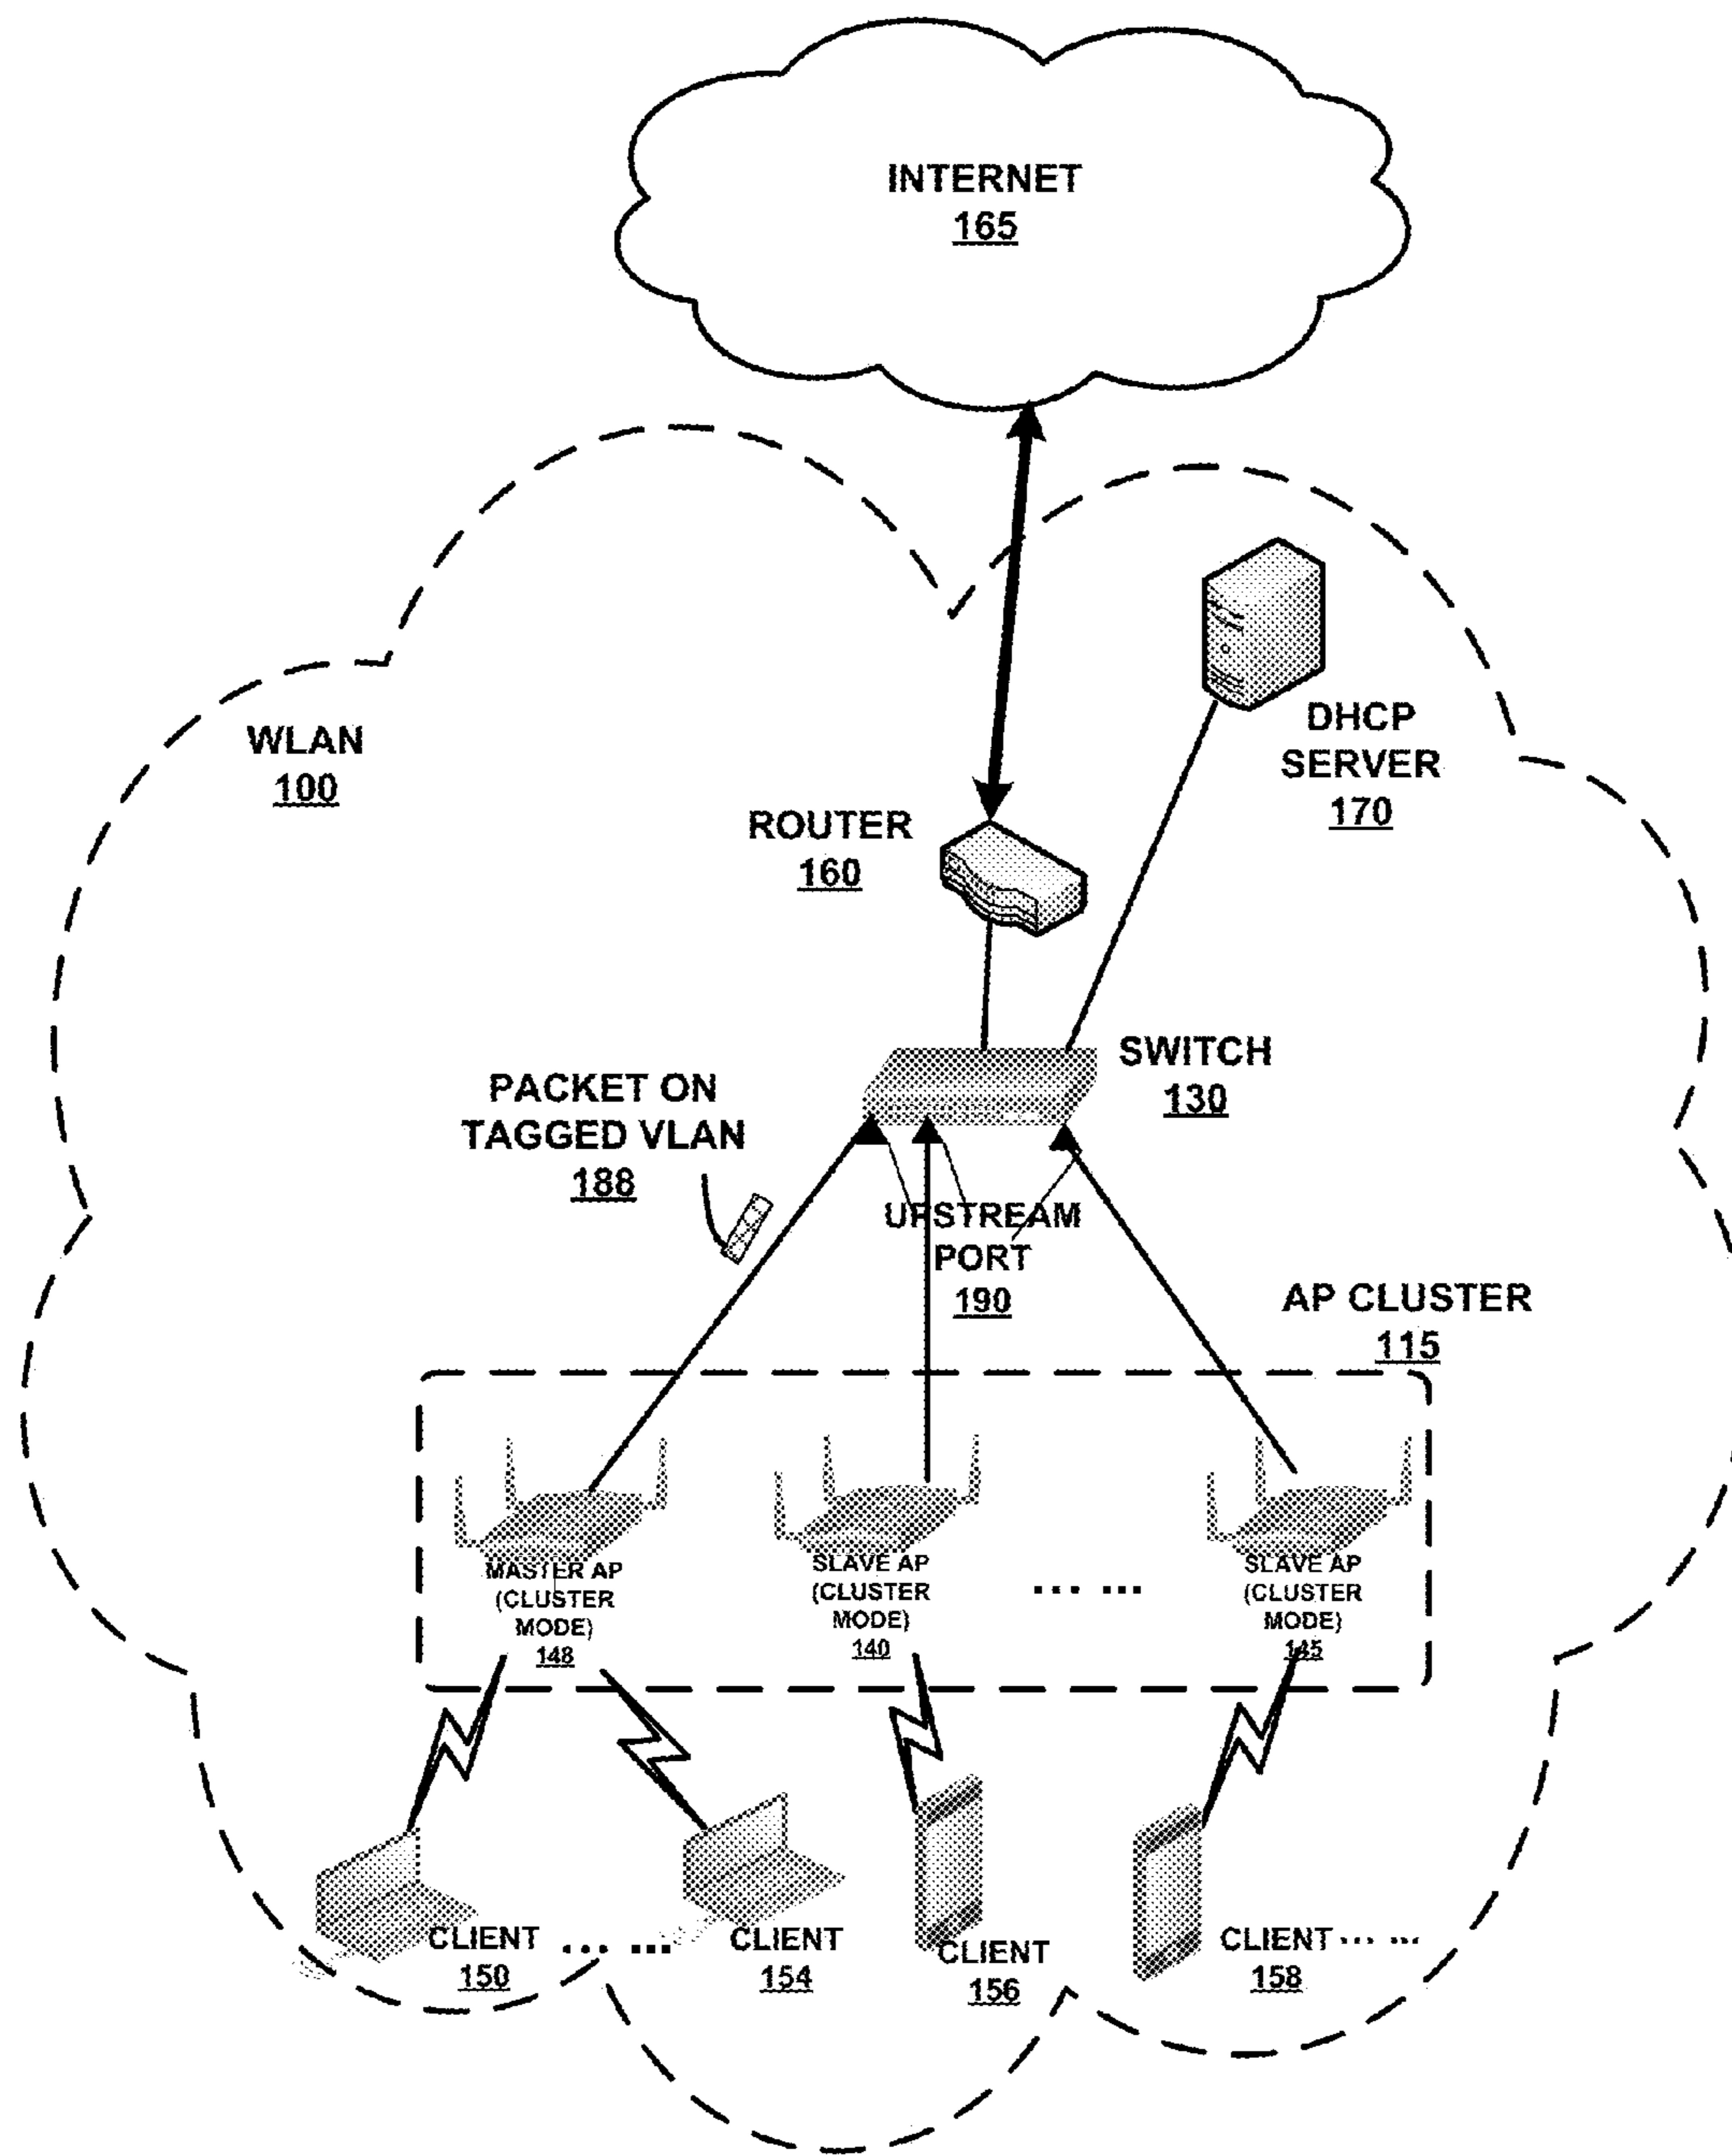 INTERNET
165
WLAN
100
DHCP
SERVER
170
ROUTER
160
SWITCH
130
PACKET ON
TAGGED VLAN
188
UPSTREAM
PORT
190
AP CLUSTER
115
MASTER AP
(CLUSTER
MODE)
148
SLAVE AP
(CLUSTER
MODE)
140
... ...
SLAVE AP
(CLUSTER
MODE)
145
CLIENT
150
... ...
CLIENT
154
CLIENT
156
CLIENT ... ...
158